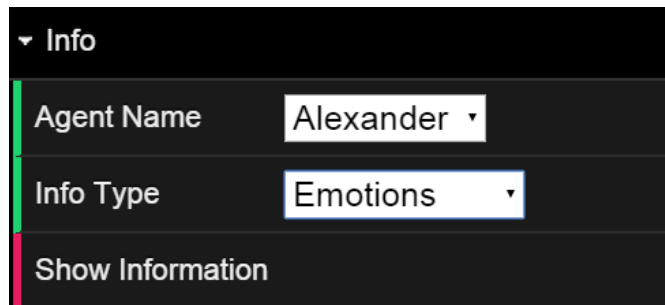 Info
Agent Name Alexander
Info Type Emotions
Show Information